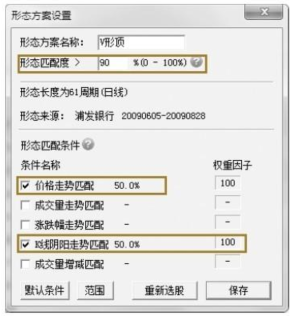 形态方案设置
形态方案名称: V形顶
形态匹配度 > 90 %(0 - 100%) ?
形态长度为61周期(日线)
形态来源: 浦发银行 20090605-20090828
形态匹配条件 ?
条件名称 权重因子
价格走势匹配 50.0% 100
成交量走势匹配 - -
涨跌幅走势匹配 - -
K线阴阳走势匹配 50.0% 100
成交量增减匹配 - -
默认条件 范围 重新选股 保存